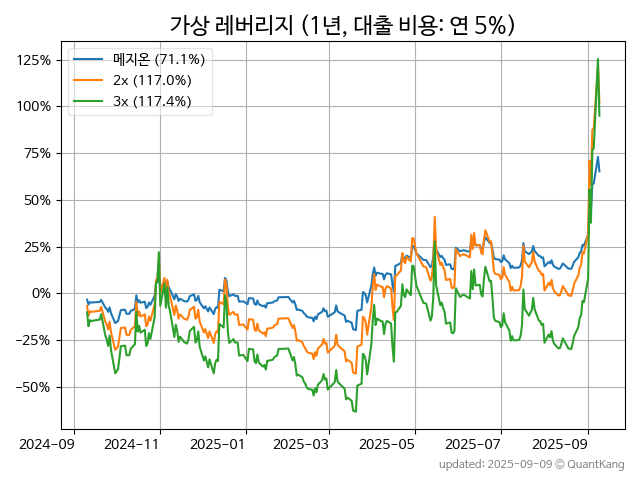 가상 레버리지 (1년, 대출 비용: 연 5%)
메지온 (71.1%)
2x (117.0%)
3x (117.4%)
125%
100%
75%
50%
25%
0%
−25%
−50%
2024-09 2024-11 2025-01 2025-03 2025-05 2025-07 2025-09
updated: 2025-09-09 © QuantKang